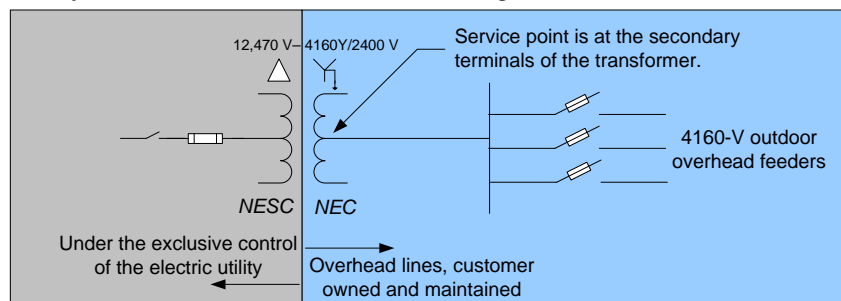 12,470 V– 4160Y/2400 V
Service point is at the secondary
terminals of the transformer.
4160-V outdoor
overhead feeders
NESC
NEC
Under the exclusive control
of the electric utility
Overhead lines, customer
owned and maintained